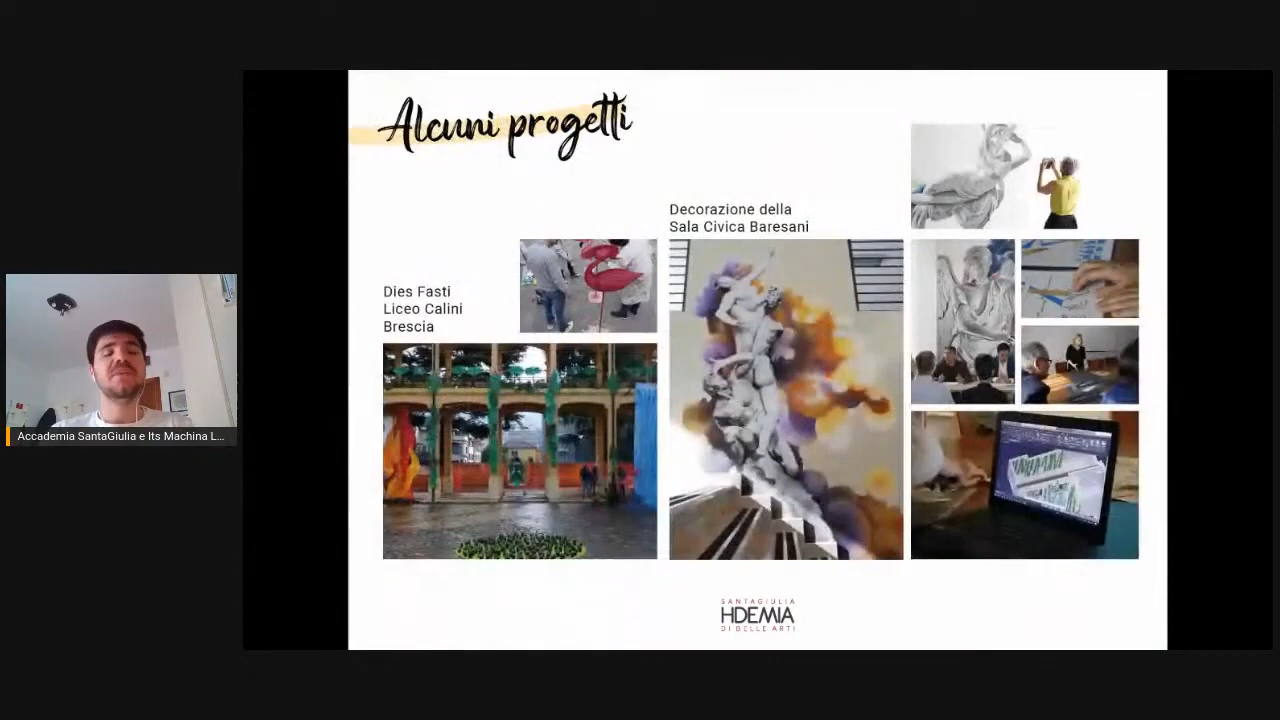 Alcuni progetti
Decorazione della
Sala Civica Baresani
Dies Fasti
Liceo Calini
Brescia
Accademia SantaGiulia e Its Machina L...
SANTAGIULIA
HDEMIA
DI BELLE ARTI